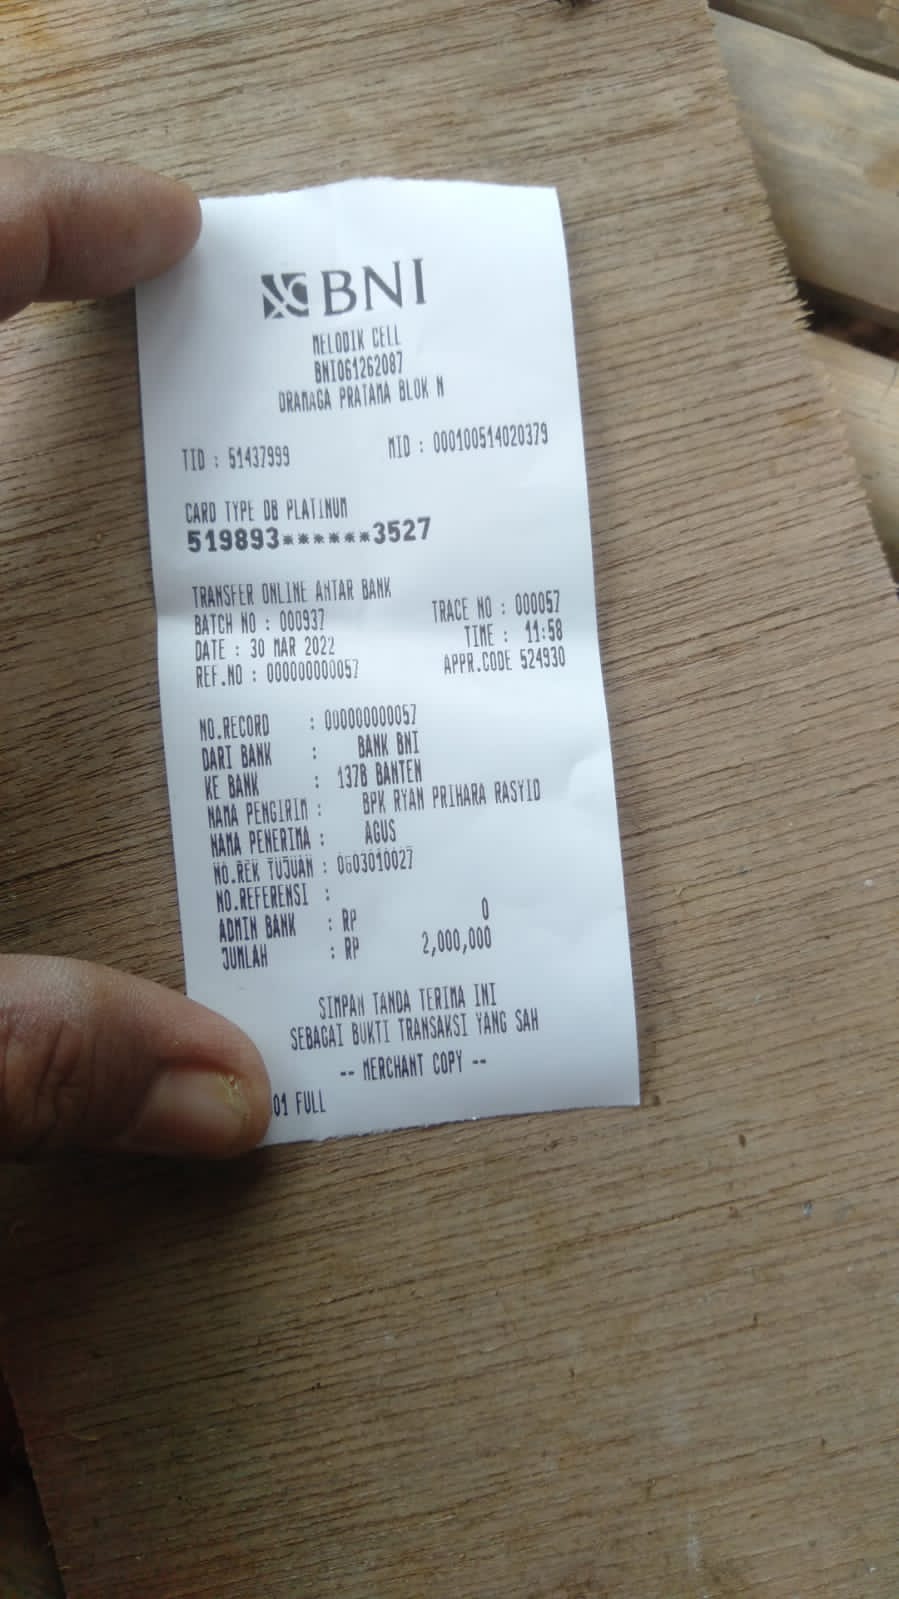 BNI
MELODIK CELL
BNI061262087
DRAMAGA PRATAMA BLOK N
TID : 51437999 MID : 000100514020379
CARD TYPE DB PLATINUM
519893******3527
TRANSFER ONLINE ANTAR BANK
BATCH NO : 000937 TRACE NO : 000057
DATE : 30 MAR 2022 TIME : 11:58
REF.NO : 000000000057 APPR.CODE 524930
NO.RECORD : 000000000057
DARI BANK : BANK BNI
KE BANK : 137B BANTEN
NAMA PENGIRIM : BPK RYAN PRIHARA RASYID
NAMA PENERIMA : AGUS
NO.REK TUJUAN : 0603010027
NO.REFERENSI :
ADMIN BANK : RP 0
JUMLAH : RP 2,000,000
SIMPAN TANDA TERIMA INI
SEBAGAI BUKTI TRANSAKSI YANG SAH
-- MERCHANT COPY --
01 FULL